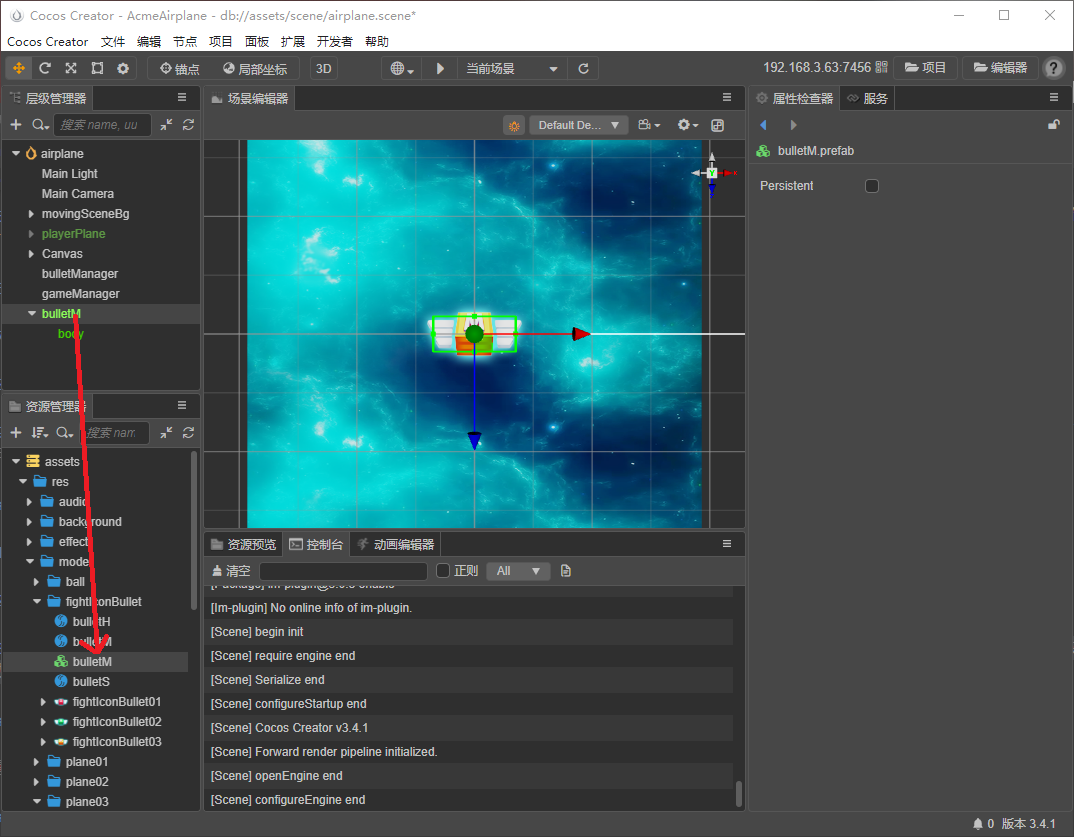 Cocos Creator - AcmeAirplane - db://assets/scene/airplane.scene*
Cocos Creator 文件 编辑 节点 项目 面板 扩展 开发者 帮助
锚点 局部坐标 3D 当前场景 192.168.3.63:7456 项目 编辑器 ?
层级管理器
搜索 name, uu
airplane
Main Light
Main Camera
movingSceneBg
playerPlane
Canvas
bulletManager
gameManager
bulletM
body
资源管理器
搜索 nam
assets
res
audio
background
effect
model
ball
fightIconBullet
bulletH
bulletM
bulletM
bulletS
fightIconBullet01
fightIconBullet02
fightIconBullet03
plane01
plane02
plane03
场景编辑器
Default De...
Y
资源预览 控制台 动画编辑器
清空 正则 All
[Im-plugin] No online info of im-plugin.
[Scene] begin init
[Scene] require engine end
[Scene] Serialize end
[Scene] configureStartup end
[Scene] Cocos Creator v3.4.1
[Scene] Forward render pipeline initialized.
[Scene] openEngine end
[Scene] configureEngine end
属性检查器 服务
bulletM.prefab
Persistent
0 版本 3.4.1